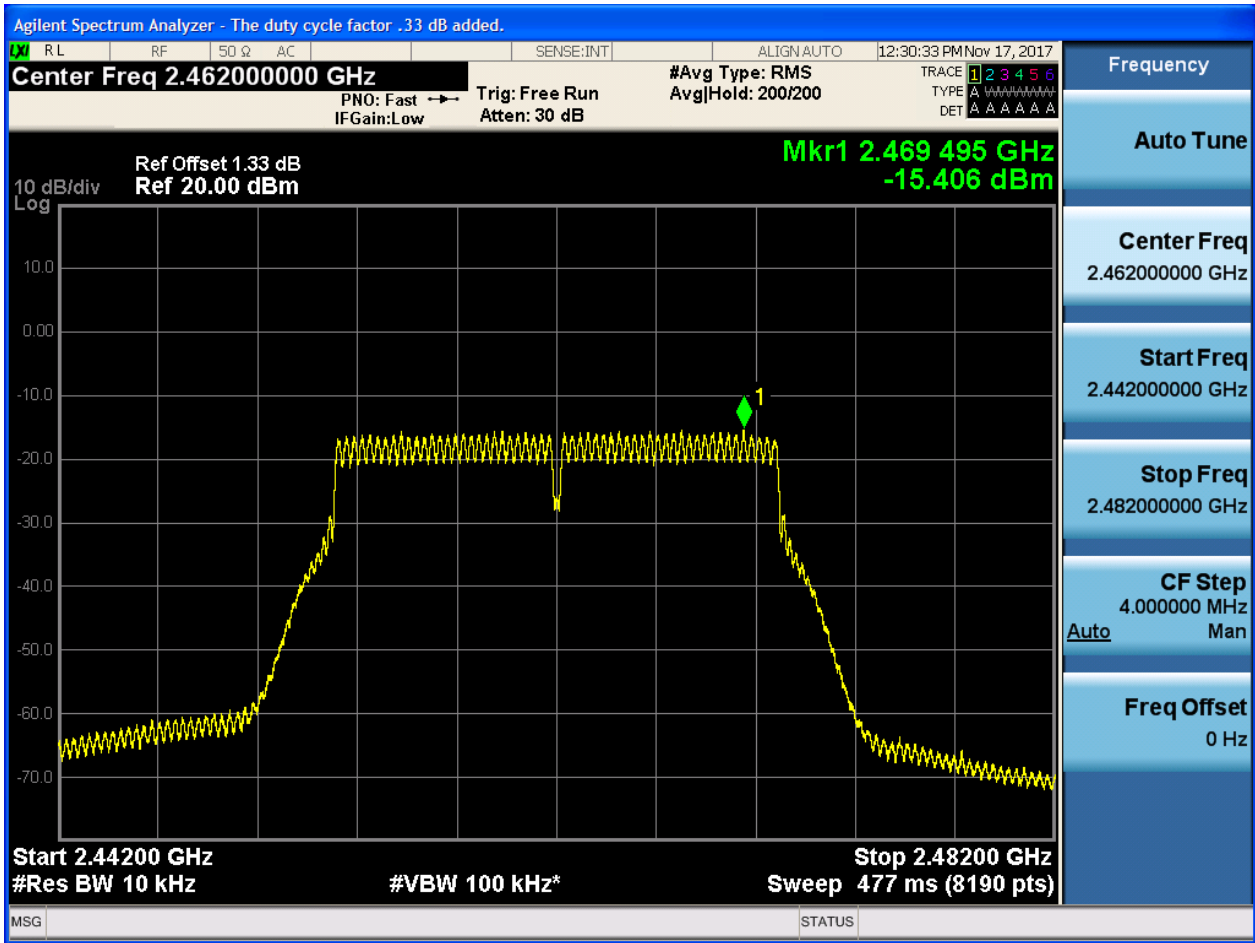 Agilent Spectrum Analyzer - The duty cycle factor .33 dB added.
LXI RL RF 50 Ω AC SENSE:INT ALIGN AUTO 12:30:33 PM Nov 17, 2017
Center Freq 2.462000000 GHz
PNO: Fast
IFGain:Low
Trig: Free Run
Atten: 30 dB
#Avg Type: RMS
Avg|Hold: 200/200
TRACE 1 2 3 4 5 6
TYPE A WWWWW
DET A A A A A A
Ref Offset 1.33 dB
10 dB/div Ref 20.00 dBm
Log
Mkr1 2.469 495 GHz
-15.406 dBm
10.0
0.00
-10.0
-20.0
-30.0
-40.0
-50.0
-60.0
-70.0
1
Start 2.44200 GHz
Stop 2.48200 GHz
#Res BW 10 kHz
#VBW 100 kHz*
Sweep 477 ms (8190 pts)
MSG
STATUS
Frequency
Auto Tune
Center Freq
2.462000000 GHz
Start Freq
2.442000000 GHz
Stop Freq
2.482000000 GHz
CF Step
4.000000 MHz
Auto Man
Freq Offset
0 Hz